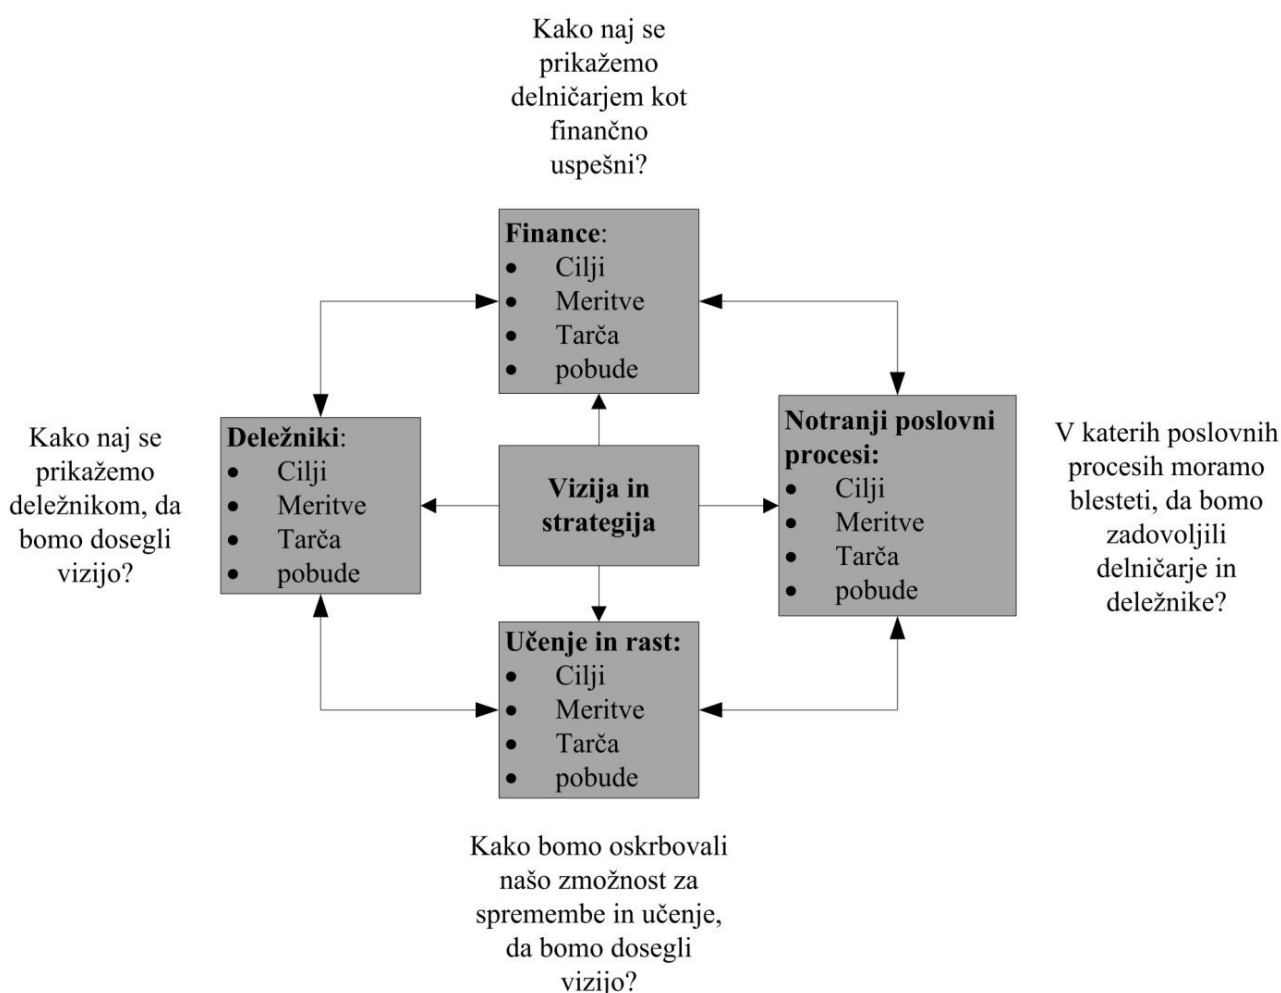 Kako naj se
prikažemo
delničarjem kot
finančno
uspešni?
Finance:
• Cilji
• Meritve
• Tarča
• pobude
Kako naj se
prikažemo
deležnikom, da
bomo dosegli
vizijo?
Deležniki:
• Cilji
• Meritve
• Tarča
• pobude
Vizija in
strategija
Notranji poslovni
procesi:
• Cilji
• Meritve
• Tarča
• pobude
V katerih poslovnih
procesih moramo
blesteti, da bomo
zadovoljili
delničarje in
deležnike?
Učenje in rast:
• Cilji
• Meritve
• Tarča
• pobude
Kako bomo oskrbovali
našo zmožnost za
spremembe in učenje,
da bomo dosegli
vizijo?